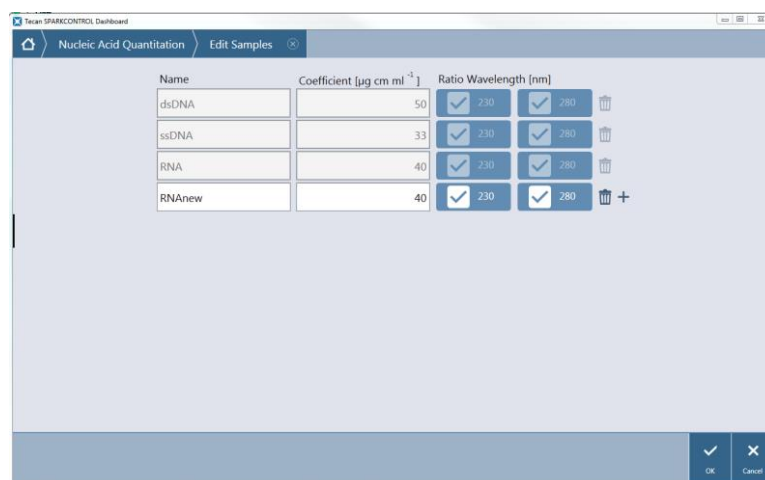 Tecan SPARKCONTROL Dashboard
Nucleic Acid Quantitation Edit Samples
Name Coefficient [µg cm ml -1 ] Ratio Wavelength [nm]
dsDNA 50 230 280
ssDNA 33 230 280
RNA 40 230 280
RNAnew 40 230 280
OK Cancel